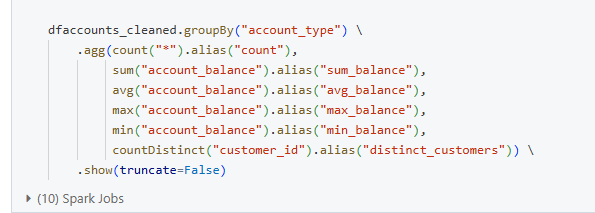 dfaccounts_cleaned.groupBy("account_type") \
.agg(count("*").alias("count"),
sum("account_balance").alias("sum_balance"),
avg("account_balance").alias("avg_balance"),
max("account_balance").alias("max_balance"),
min("account_balance").alias("min_balance"),
countDistinct("customer_id").alias("distinct_customers")) \
.show(truncate=False)
(10) Spark Jobs